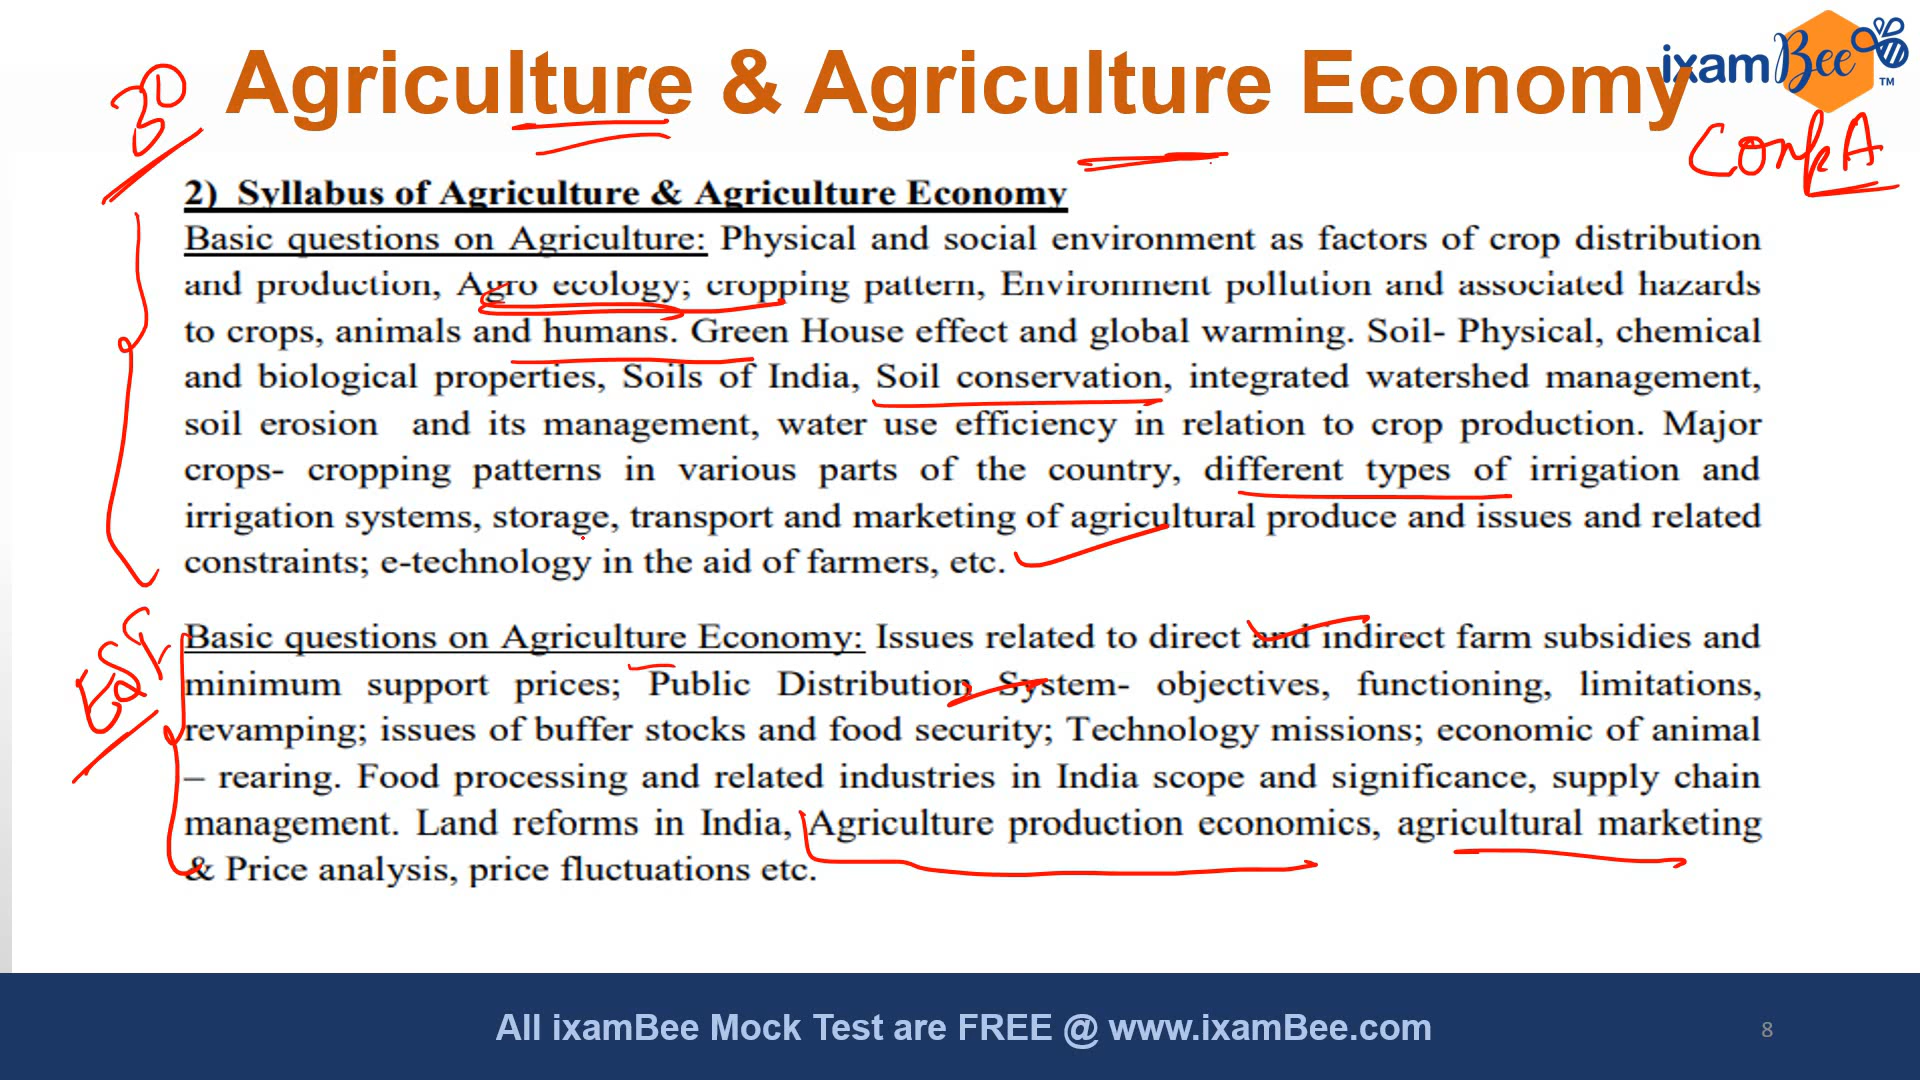 Agriculture & Agriculture Economy
ixamBee
TM
2) Syllabus of Agriculture & Agriculture Economy
Basic questions on Agriculture: Physical and social environment as factors of crop distribution
and production, Agro ecology; cropping pattern, Environment pollution and associated hazards
to crops, animals and humans. Green House effect and global warming. Soil- Physical, chemical
and biological properties, Soils of India, Soil conservation, integrated watershed management,
soil erosion and its management, water use efficiency in relation to crop production. Major
crops- cropping patterns in various parts of the country, different types of irrigation and
irrigation systems, storage, transport and marketing of agricultural produce and issues and related
constraints; e-technology in the aid of farmers, etc.
Basic questions on Agriculture Economy: Issues related to direct and indirect farm subsidies and
minimum support prices; Public Distribution System- objectives, functioning, limitations,
revamping; issues of buffer stocks and food security; Technology missions; economic of animal
– rearing. Food processing and related industries in India scope and significance, supply chain
management. Land reforms in India, Agriculture production economics, agricultural marketing
& Price analysis, price fluctuations etc.
All ixamBee Mock Test are FREE @ www.ixamBee.com
8